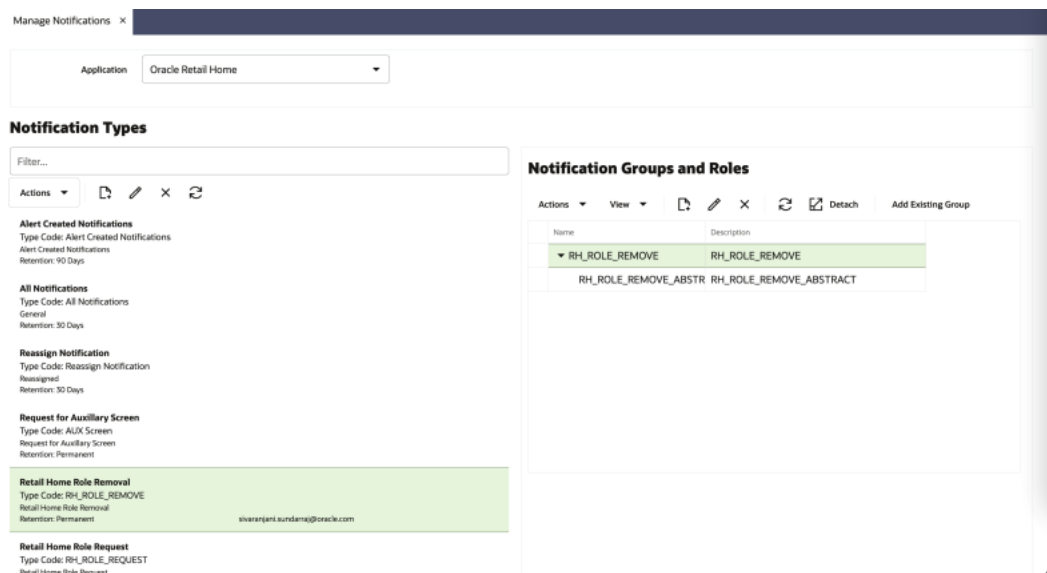 Manage Notifications ×
Application Oracle Retail Home
Notification Types
Filter...
Actions
Alert Created Notifications
Type Code: Alert Created Notifications
Alert Created Notifications
Retention: 90 Days
All Notifications
Type Code: All Notifications
General
Retention: 30 Days
Reassign Notification
Type Code: Reassign Notification
Reassigned
Retention: 30 Days
Request for Auxillary Screen
Type Code: AUX Screen
Request for Auxillary Screen
Retention: Permanent
Retail Home Role Removal
Type Code: RH_ROLE_REMOVE
Retail Home Role Removal
Retention: Permanent sivaranjani.sundarraj@oracle.com
Retail Home Role Request
Type Code: RH_ROLE_REQUEST
Retail Home Role Request
Notification Groups and Roles
Actions View Detach Add Existing Group
Name Description
RH_ROLE_REMOVE RH_ROLE_REMOVE
RH_ROLE_REMOVE_ABSTR RH_ROLE_REMOVE_ABSTRACT